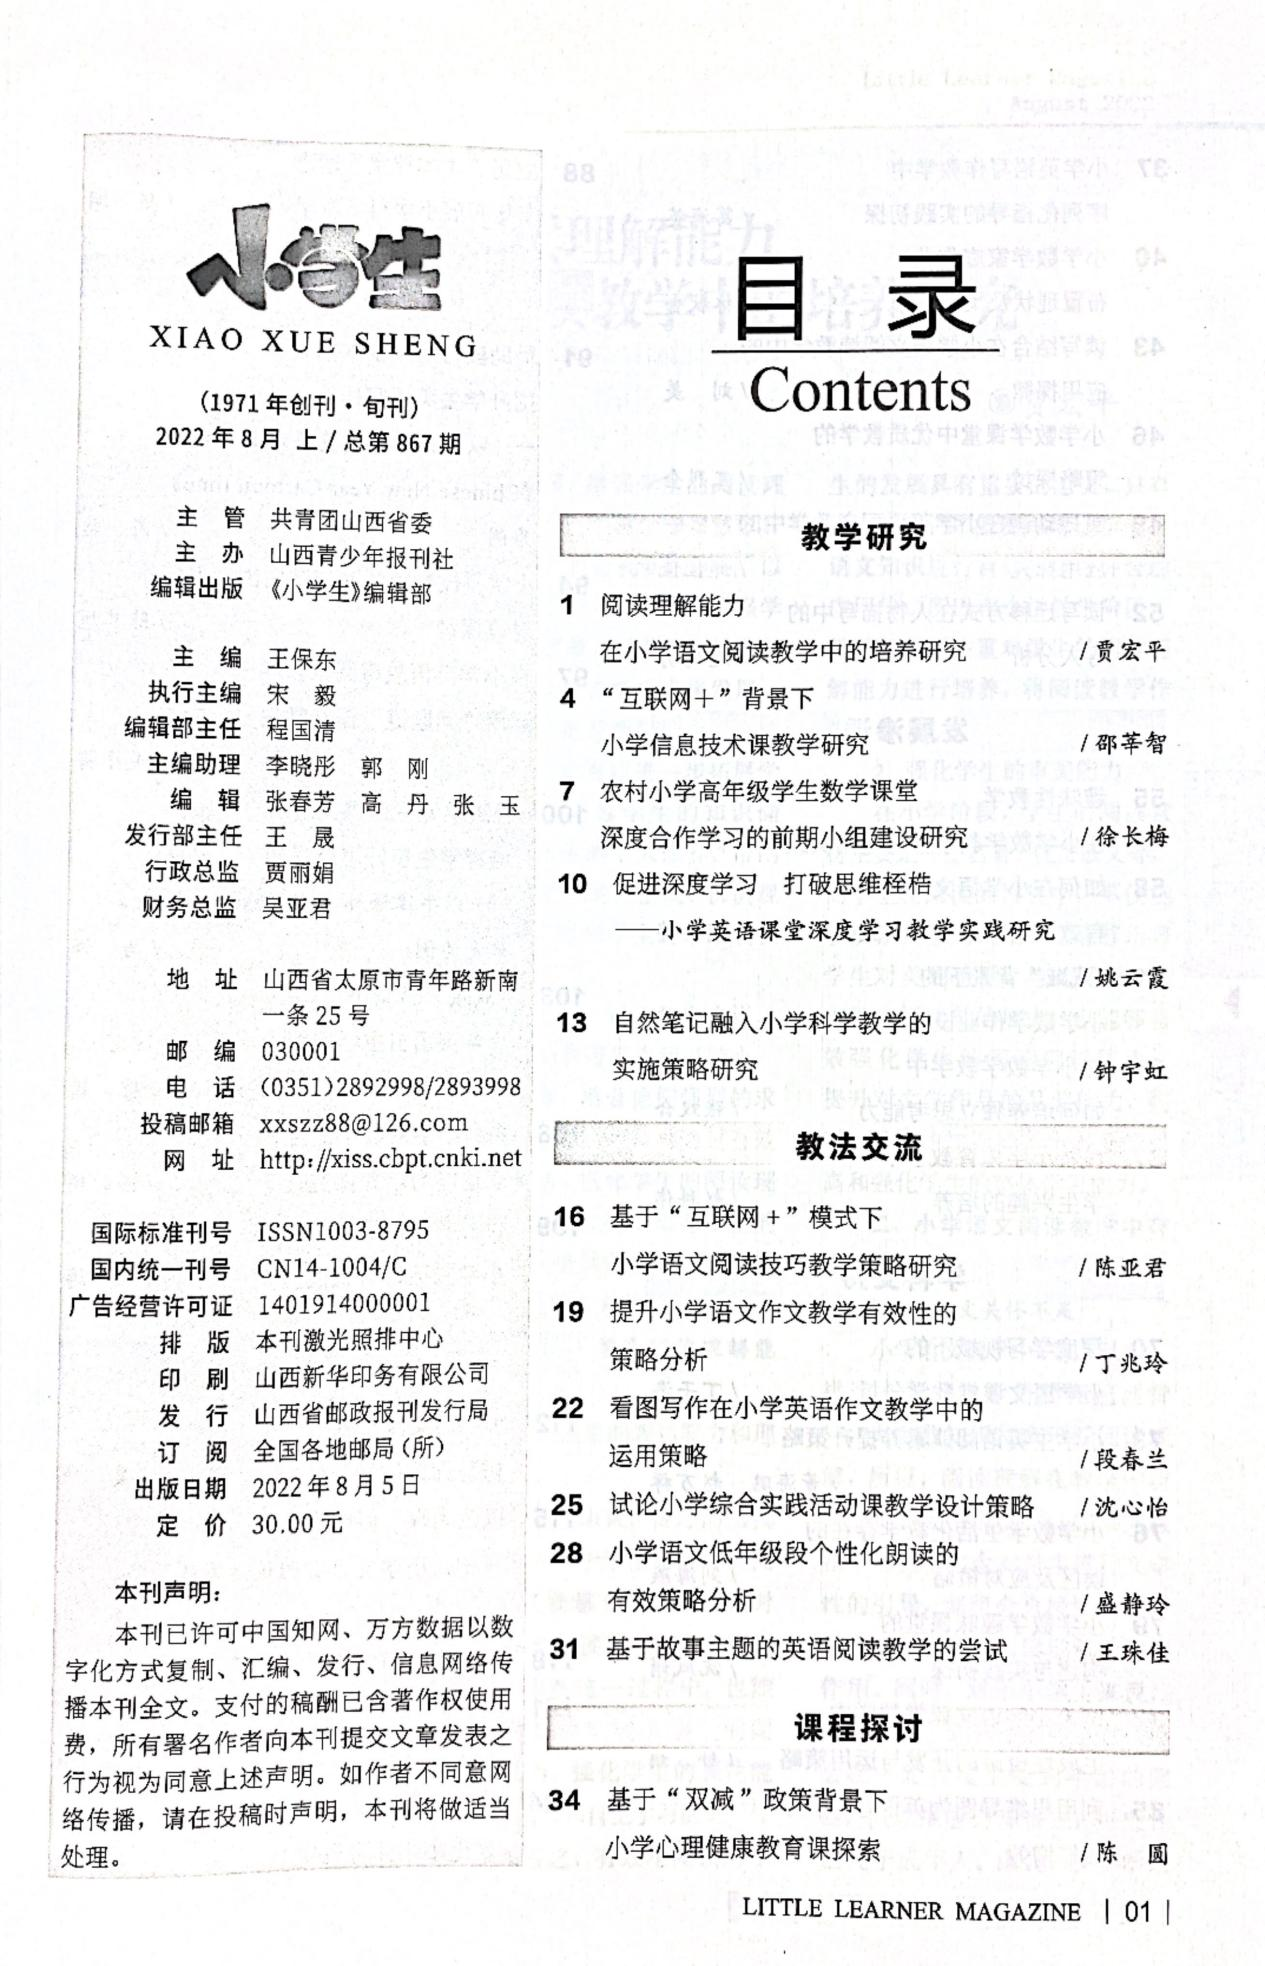 小学生
XIAO XUE SHENG
(1971年创刊·旬刊)
2022年8月 上/总第867期
主 管 共青团山西省委
主 办 山西青少年报刊社
编辑出版 《小学生》编辑部
主 编 王保东
执行主编 宋 毅
编辑部主任 程国清
主编助理 李晓彤 郭 刚
编 辑 张春芳 高 丹 张 玉
发行部主任 王 晟
行政总监 贾丽娟
财务总监 吴亚君
地 址 山西省太原市青年路新南
一条25号
邮 编 030001
电 话 (0351)2892998/2893998
投稿邮箱 xxszz88@126.com
网 址 http://xiss.cbpt.cnki.net
国际标准刊号 ISSN1003-8795
国内统一刊号 CN14-1004/C
广告经营许可证 1401914000001
排 版 本刊激光照排中心
印 刷 山西新华印务有限公司
发 行 山西省邮政报刊发行局
订 阅 全国各地邮局(所)
出版日期 2022年8月5日
定 价 30.00元
本刊声明:
本刊已许可中国知网、万方数据以数
字化方式复制、汇编、发行、信息网络传
播本刊全文。支付的稿酬已含著作权使用
费，所有署名作者向本刊提交文章发表之
行为视为同意上述声明。如作者不同意网
络传播，请在投稿时声明，本刊将做适当
处理。
目 录
Contents
教学研究
1 阅读理解能力
在小学语文阅读教学中的培养研究 /贾宏平
4 “互联网+”背景下
小学信息技术课教学研究 /邵莘智
7 农村小学高年级学生数学课堂
深度合作学习的前期小组建设研究 /徐长梅
10 促进深度学习 打破思维桎梏
——小学英语课堂深度学习教学实践研究
/姚云霞
13 自然笔记融入小学科学教学的
实施策略研究 /钟宇虹
教法交流
16 基于“互联网+”模式下
小学语文阅读技巧教学策略研究 /陈亚君
19 提升小学语文作文教学有效性的
策略分析 /丁兆玲
22 看图写作在小学英语作文教学中的
运用策略 /段春兰
25 试论小学综合实践活动课教学设计策略 /沈心怡
28 小学语文低年级段个性化朗读的
有效策略分析 /盛静玲
31 基于故事主题的英语阅读教学的尝试 /王珠佳
课程探讨
34 基于“双减”政策背景下
小学心理健康教育课探索 /陈 圆
LITTLE LEARNER MAGAZINE | 01 |